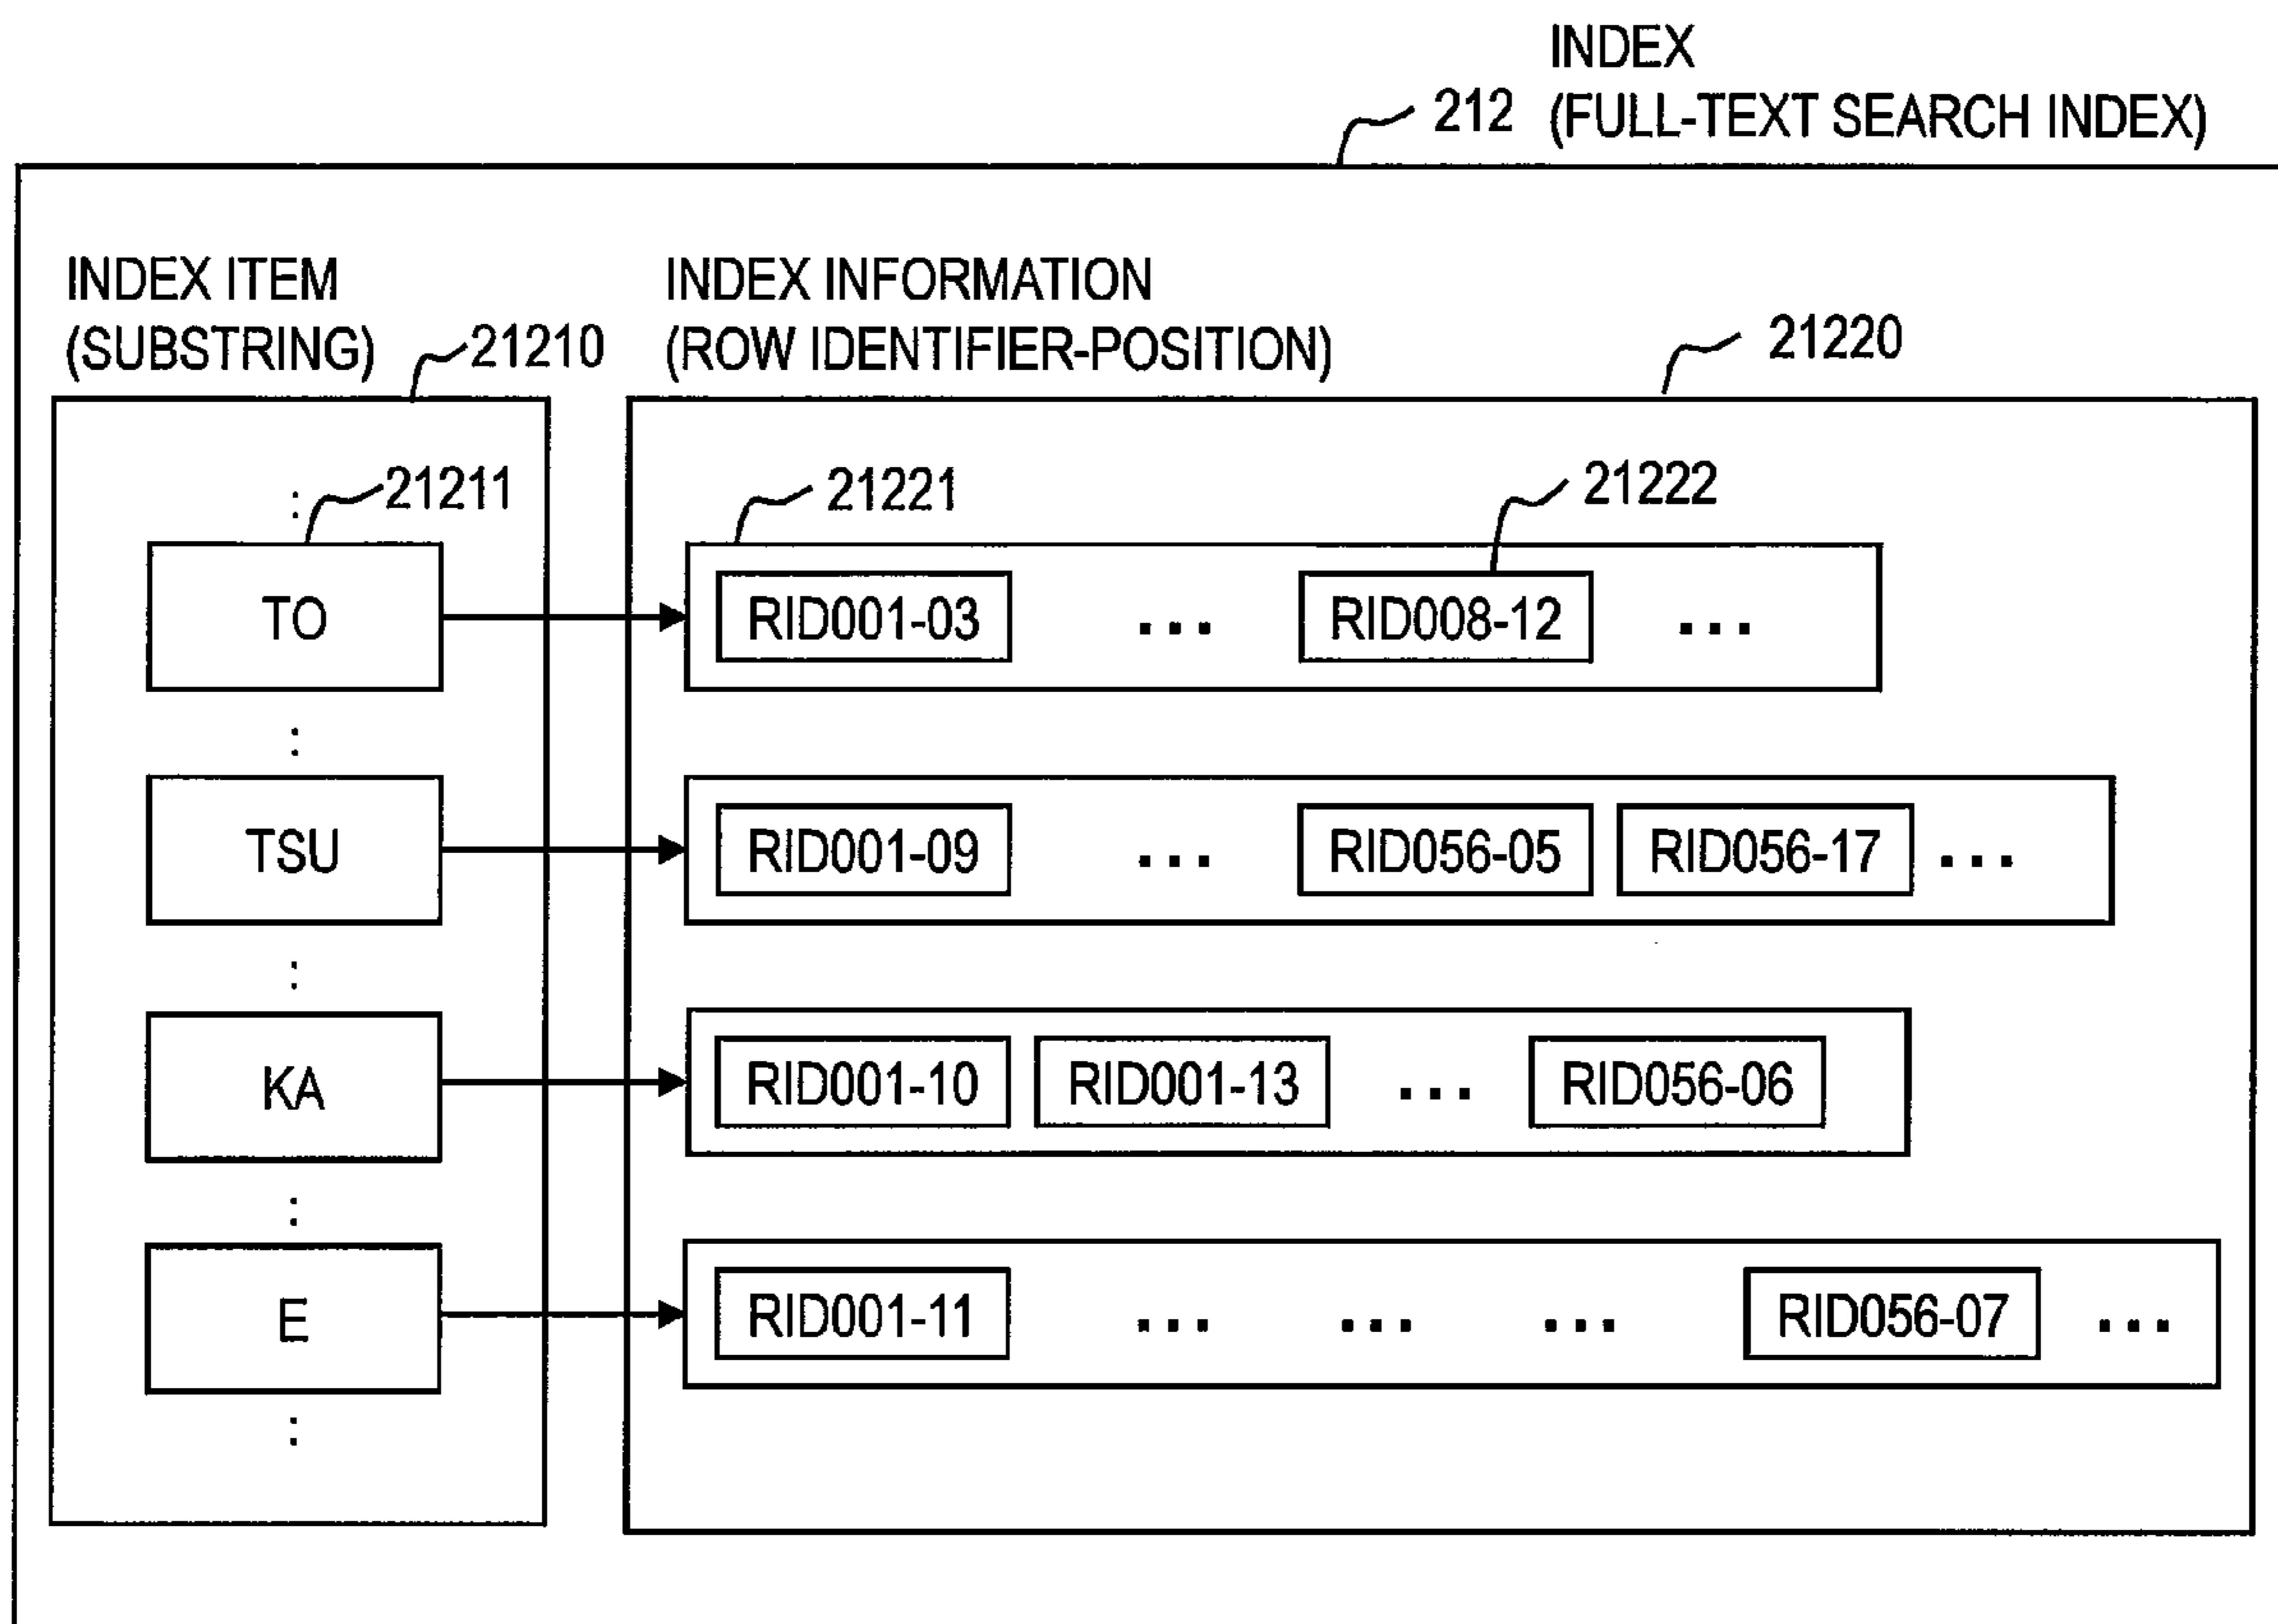 INDEX
212 (FULL-TEXT SEARCH INDEX)
INDEX ITEM
(SUBSTRING)
21210
INDEX INFORMATION
(ROW IDENTIFIER-POSITION)
21220
21211
21221
21222
TO
RID001-03 ... RID008-12 ...
TSU
RID001-09 ... RID056-05 RID056-17 ...
KA
RID001-10 RID001-13 ... RID056-06
E
RID001-11 ... ... ... RID056-07 ...